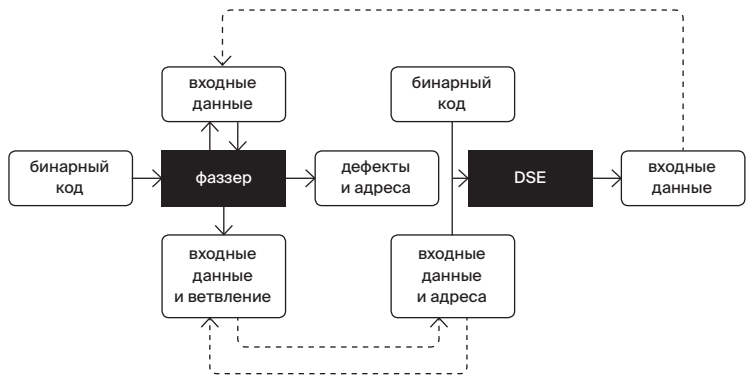 входные
данные
бинарный
код
бинарный
код
фаззер
дефекты
и адреса
DSE
входные
данные
входные
данные
и ветвление
входные
данные
и адреса